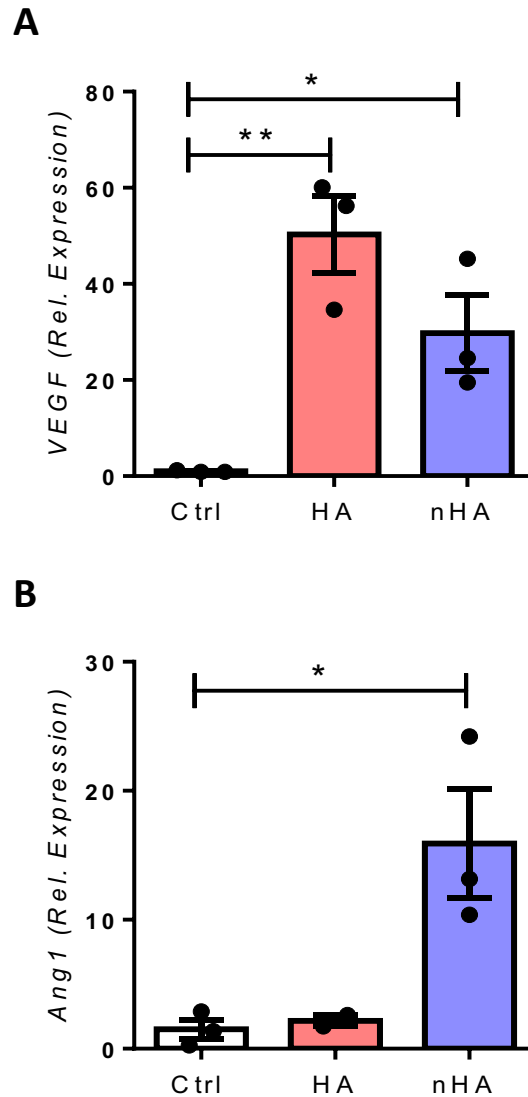 A
VEGF (Rel. Expression)
80
60
40
20
0
*
**
Ctrl HA nHA
B
Ang1 (Rel. Expression)
30
20
10
0
*
Ctrl HA nHA